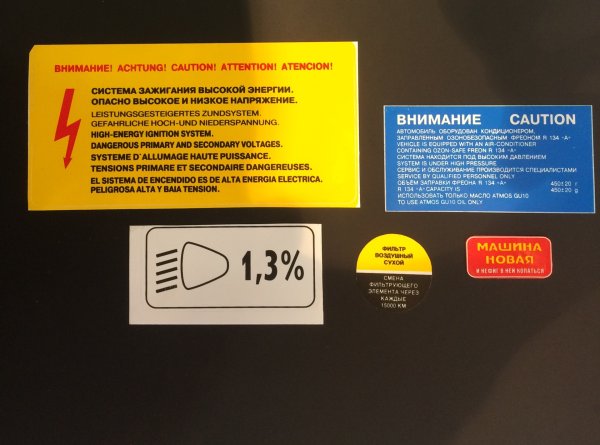 ВНИМАНИЕ! ACHTUNG! CAUTION! ATTENTION! ATENCION!
СИСТЕМА ЗАЖИГАНИЯ ВЫСОКОЙ ЭНЕРГИИ.
ОПАСНО ВЫСОКОЕ И НИЗКОЕ НАПРЯЖЕНИЕ.
LEISTUNGSGESTEIGERTES ZUNDSYSTEM.
GEFAHRLICHE HOCH-UND NIEDERSPANNUNG.
HIGH-ENERGY IGNITION SYSTEM.
DANGEROUS PRIMARY AND SECONDARY VOLTAGES.
SYSTEME D'ALLUMAGE HAUTE PUISSANCE.
TENSIONS PRIMARE ET SECONDAIRE DANGEREUSES.
EL SISTEMA DE ENCENDIDO ES DE ALTA ENERGIA ELECTRICA.
PELIGROSA ALTA Y BAIA TENSION.
ВНИМАНИЕ CAUTION
АВТОМОБИЛЬ ОБОРУДОВАН КОНДИЦИОНЕРОМ,
ЗАПРАВЛЕННЫМ ОЗОНОБЕЗОПАСНЫМ ФРЕОНОМ R 134 «A»
VEHICLE IS EQUIPPED WITH AN AIR-CONDITIONER
CONTAINING OZON-SAFE FREON R 134 «A»
СИСТЕМА НАХОДИТСЯ ПОД ВЫСОКИМ ДАВЛЕНИЕМ
SYSTEM IS UNDER HIGH PRESSURE
СЕРВИС И ОБСЛУЖИВАНИЕ ПРОИЗВОДИТСЯ СПЕЦИАЛИСТАМИ
SERVICE BY QUALIFIED PERSONNEL ONLY
ОБЪЕМ ЗАПРАВКИ ФРЕОНА R 134 «A» 450±20 г
R 134 «A» CAPACITY IS 450±20 g
ИСПОЛЬЗОВАТЬ ТОЛЬКО МАСЛО ATMOS GU10
TO USE ATMOS GU10 OIL ONLY
1,3%
ФИЛЬТР
ВОЗДУШНЫЙ
СУХОЙ
СМЕНА
ФИЛЬТРУЮЩЕГО
ЭЛЕМЕНТА ЧЕРЕЗ
КАЖДЫЕ
15000 КМ
МАШИНА
НОВАЯ
И НЕФИГ В НЕЙ КОПАТЬСЯ